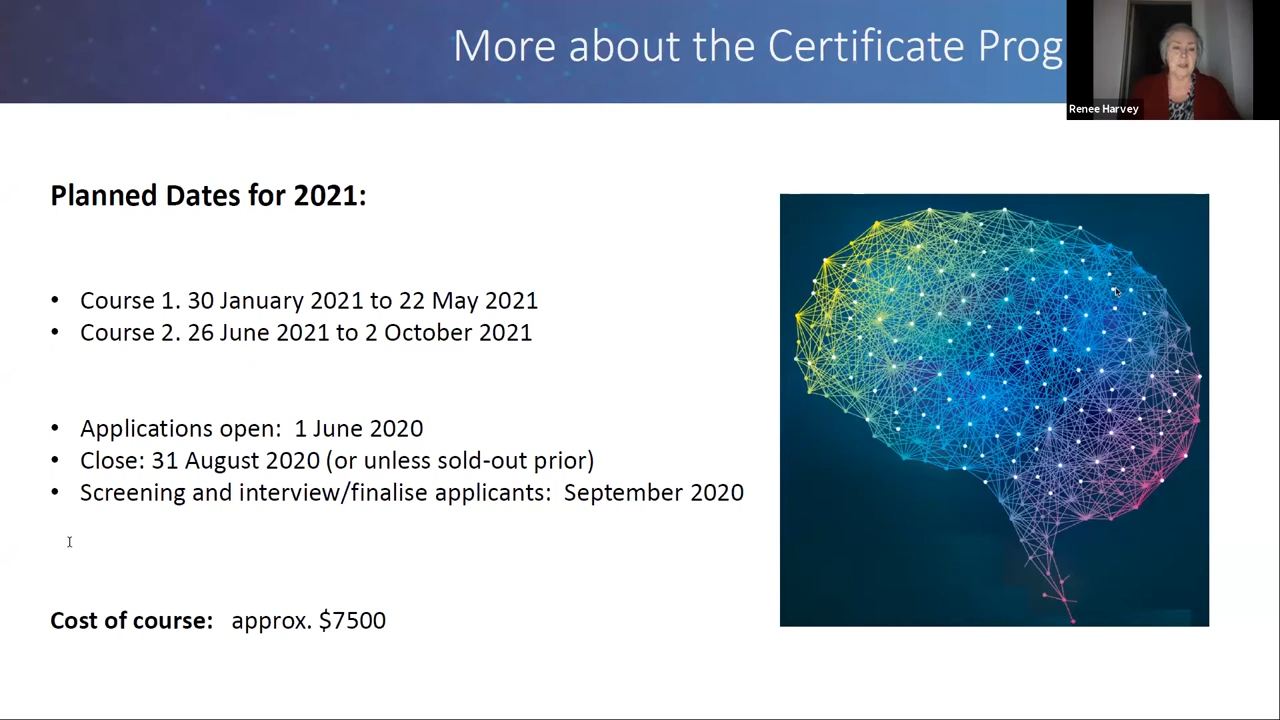 More about the Certificate Prog
Renee Harvey
Planned Dates for 2021:
• Course 1. 30 January 2021 to 22 May 2021
• Course 2. 26 June 2021 to 2 October 2021
• Applications open: 1 June 2020
• Close: 31 August 2020 (or unless sold-out prior)
• Screening and interview/finalise applicants: September 2020
Cost of course: approx. $7500